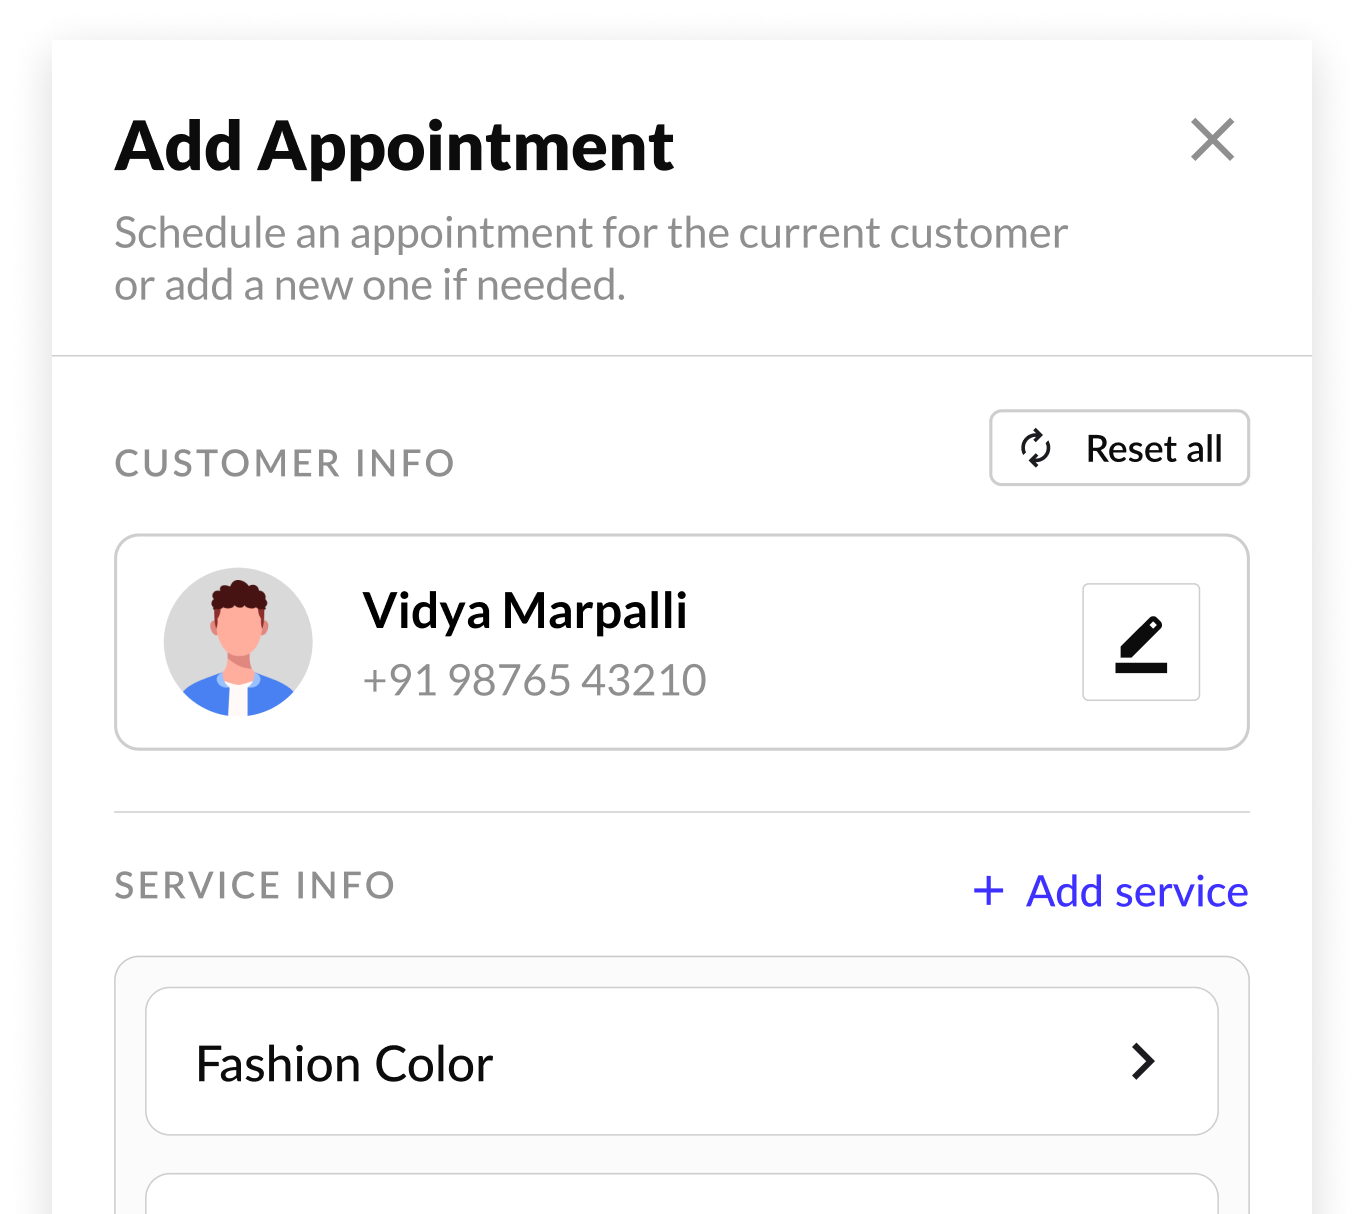 Add Appointment
Schedule an appointment for the current customer
or add a new one if needed.
CUSTOMER INFO
Reset all
Vidya Marpalli
+91 98765 43210
SERVICE INFO
+ Add service
Fashion Color